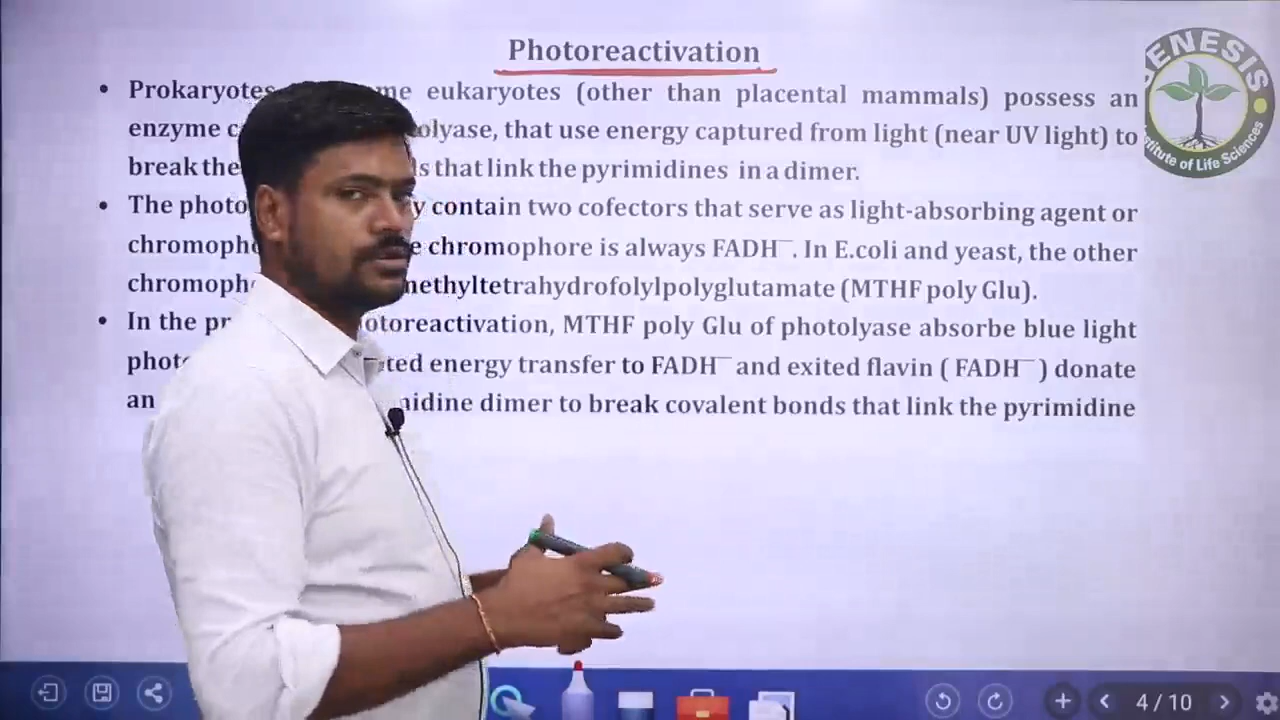 Photoreactivation
• Prokaryotes me eukaryotes (other than placental mammals) possess an
enzyme c olyase, that use energy captured from light (near UV light) to
break the s that link the pyrimidines in a dimer.
• The photo y contain two cofectors that serve as light-absorbing agent or
chromoph e chromophore is always FADH⁻. In E.coli and yeast, the other
chromoph methyltetrahydrofolylpolyglutamate (MTHF poly Glu).
• In the pr otoreactivation, MTHF poly Glu of photolyase absorbe blue light
phot ted energy transfer to FADH⁻ and exited flavin ( FADH⁻ ) donate
an midine dimer to break covalent bonds that link the pyrimidine
GENESIS
titute of Life Sciences
4 / 10